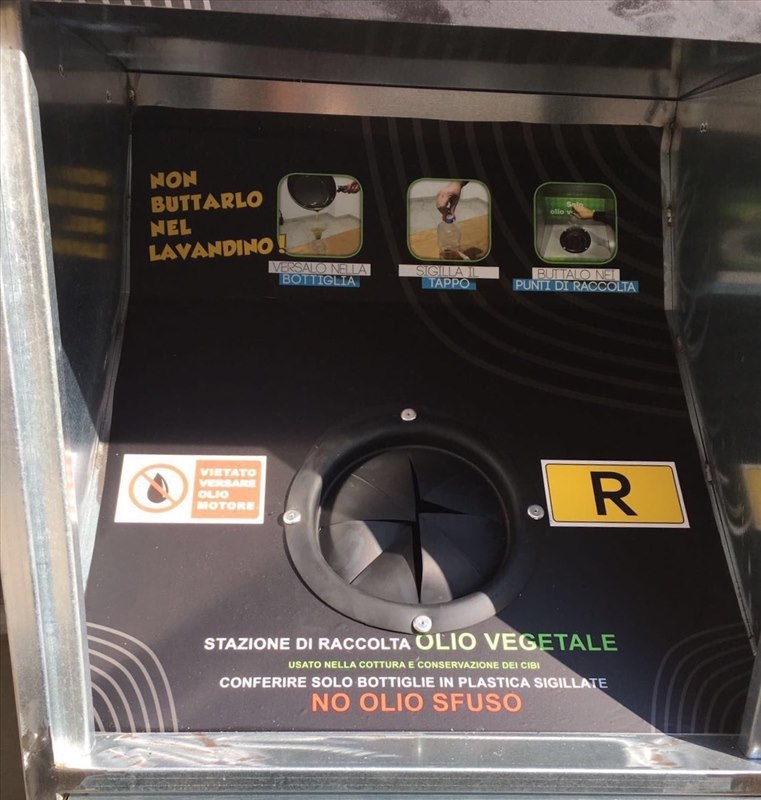 NON
BUTTARLO
NEL
LAVANDINO!
VERSALO NELLA
BOTTIGLIA
SIGILLA IL
TAPPO
Solo
olio
BUTTALO NEI
PUNTI DI RACCOLTA
VIETATO
VERSARE
OLIO
MOTORE
R
STAZIONE DI RACCOLTA OLIO VEGETALE
USATO NELLA COTTURA E CONSERVAZIONE DEI CIBI
CONFERIRE SOLO BOTTIGLIE IN PLASTICA SIGILLATE
NO OLIO SFUSO